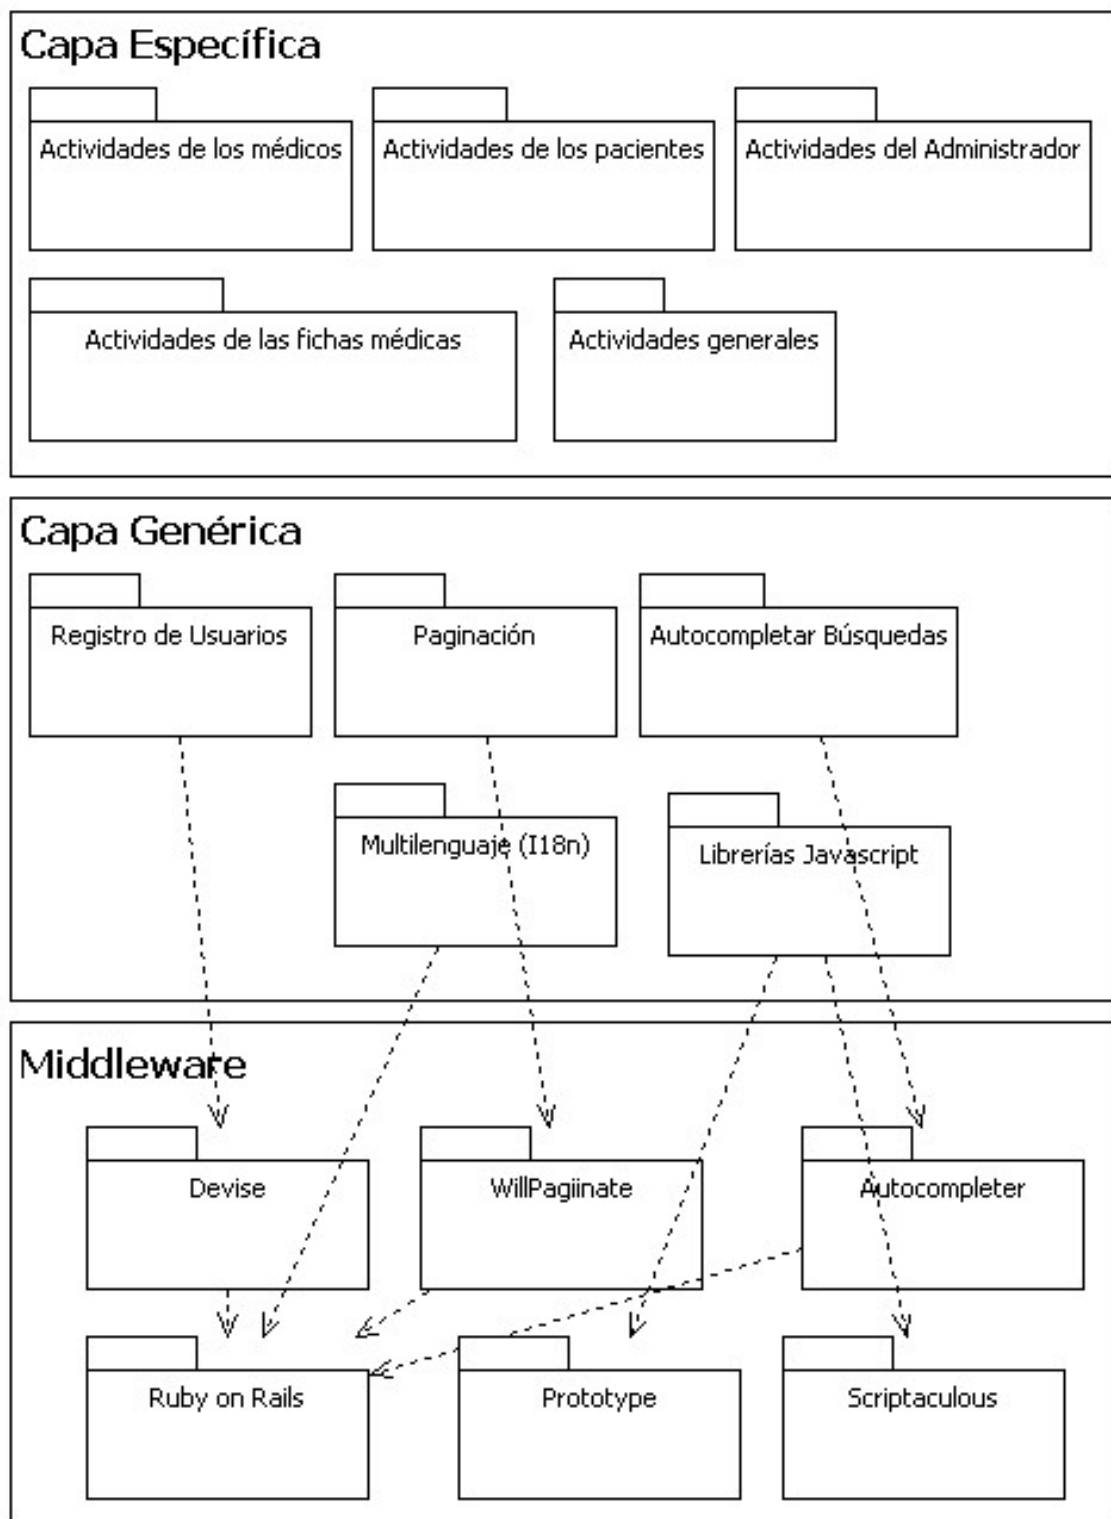 Capa Específica
Actividades de los médicos
Actividades de los pacientes
Actividades del Administrador
Actividades de las fichas médicas
Actividades generales
Capa Genérica
Registro de Usuarios
Paginación
Autocompletar Búsquedas
Multilenguaje (I18n)
Librerías Javascript
Middleware
Devise
WillPagiinate
Autocompleter
Ruby on Rails
Prototype
Scriptaculous